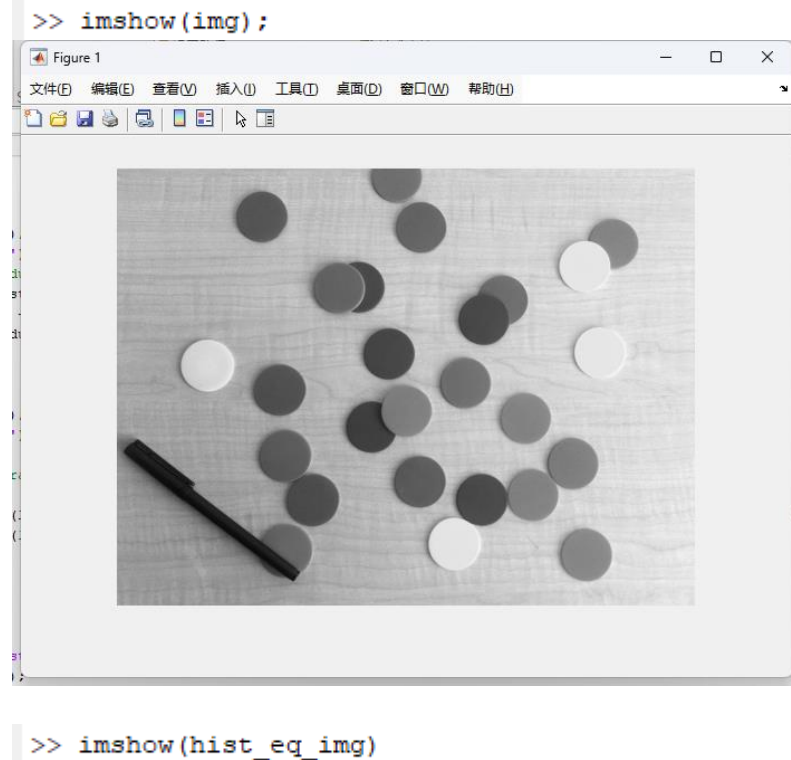 >> imshow(img);
Figure 1
文件(F) 编辑(E) 查看(V) 插入(I) 工具(T) 桌面(D) 窗口(W) 帮助(H)
>> imshow(hist_eq_img)